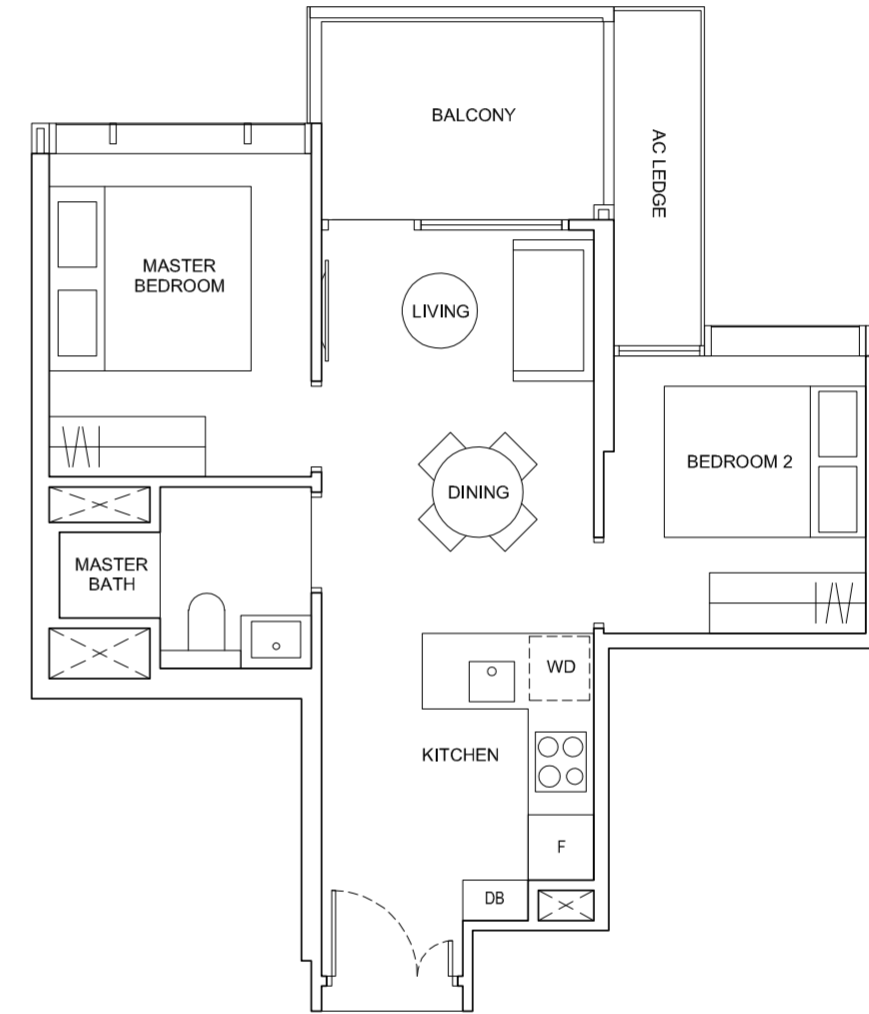 BALCONY
AC LEDGE
MASTER
BEDROOM
LIVING
BEDROOM 2
DINING
MASTER
BATH
WD
KITCHEN
F
DB